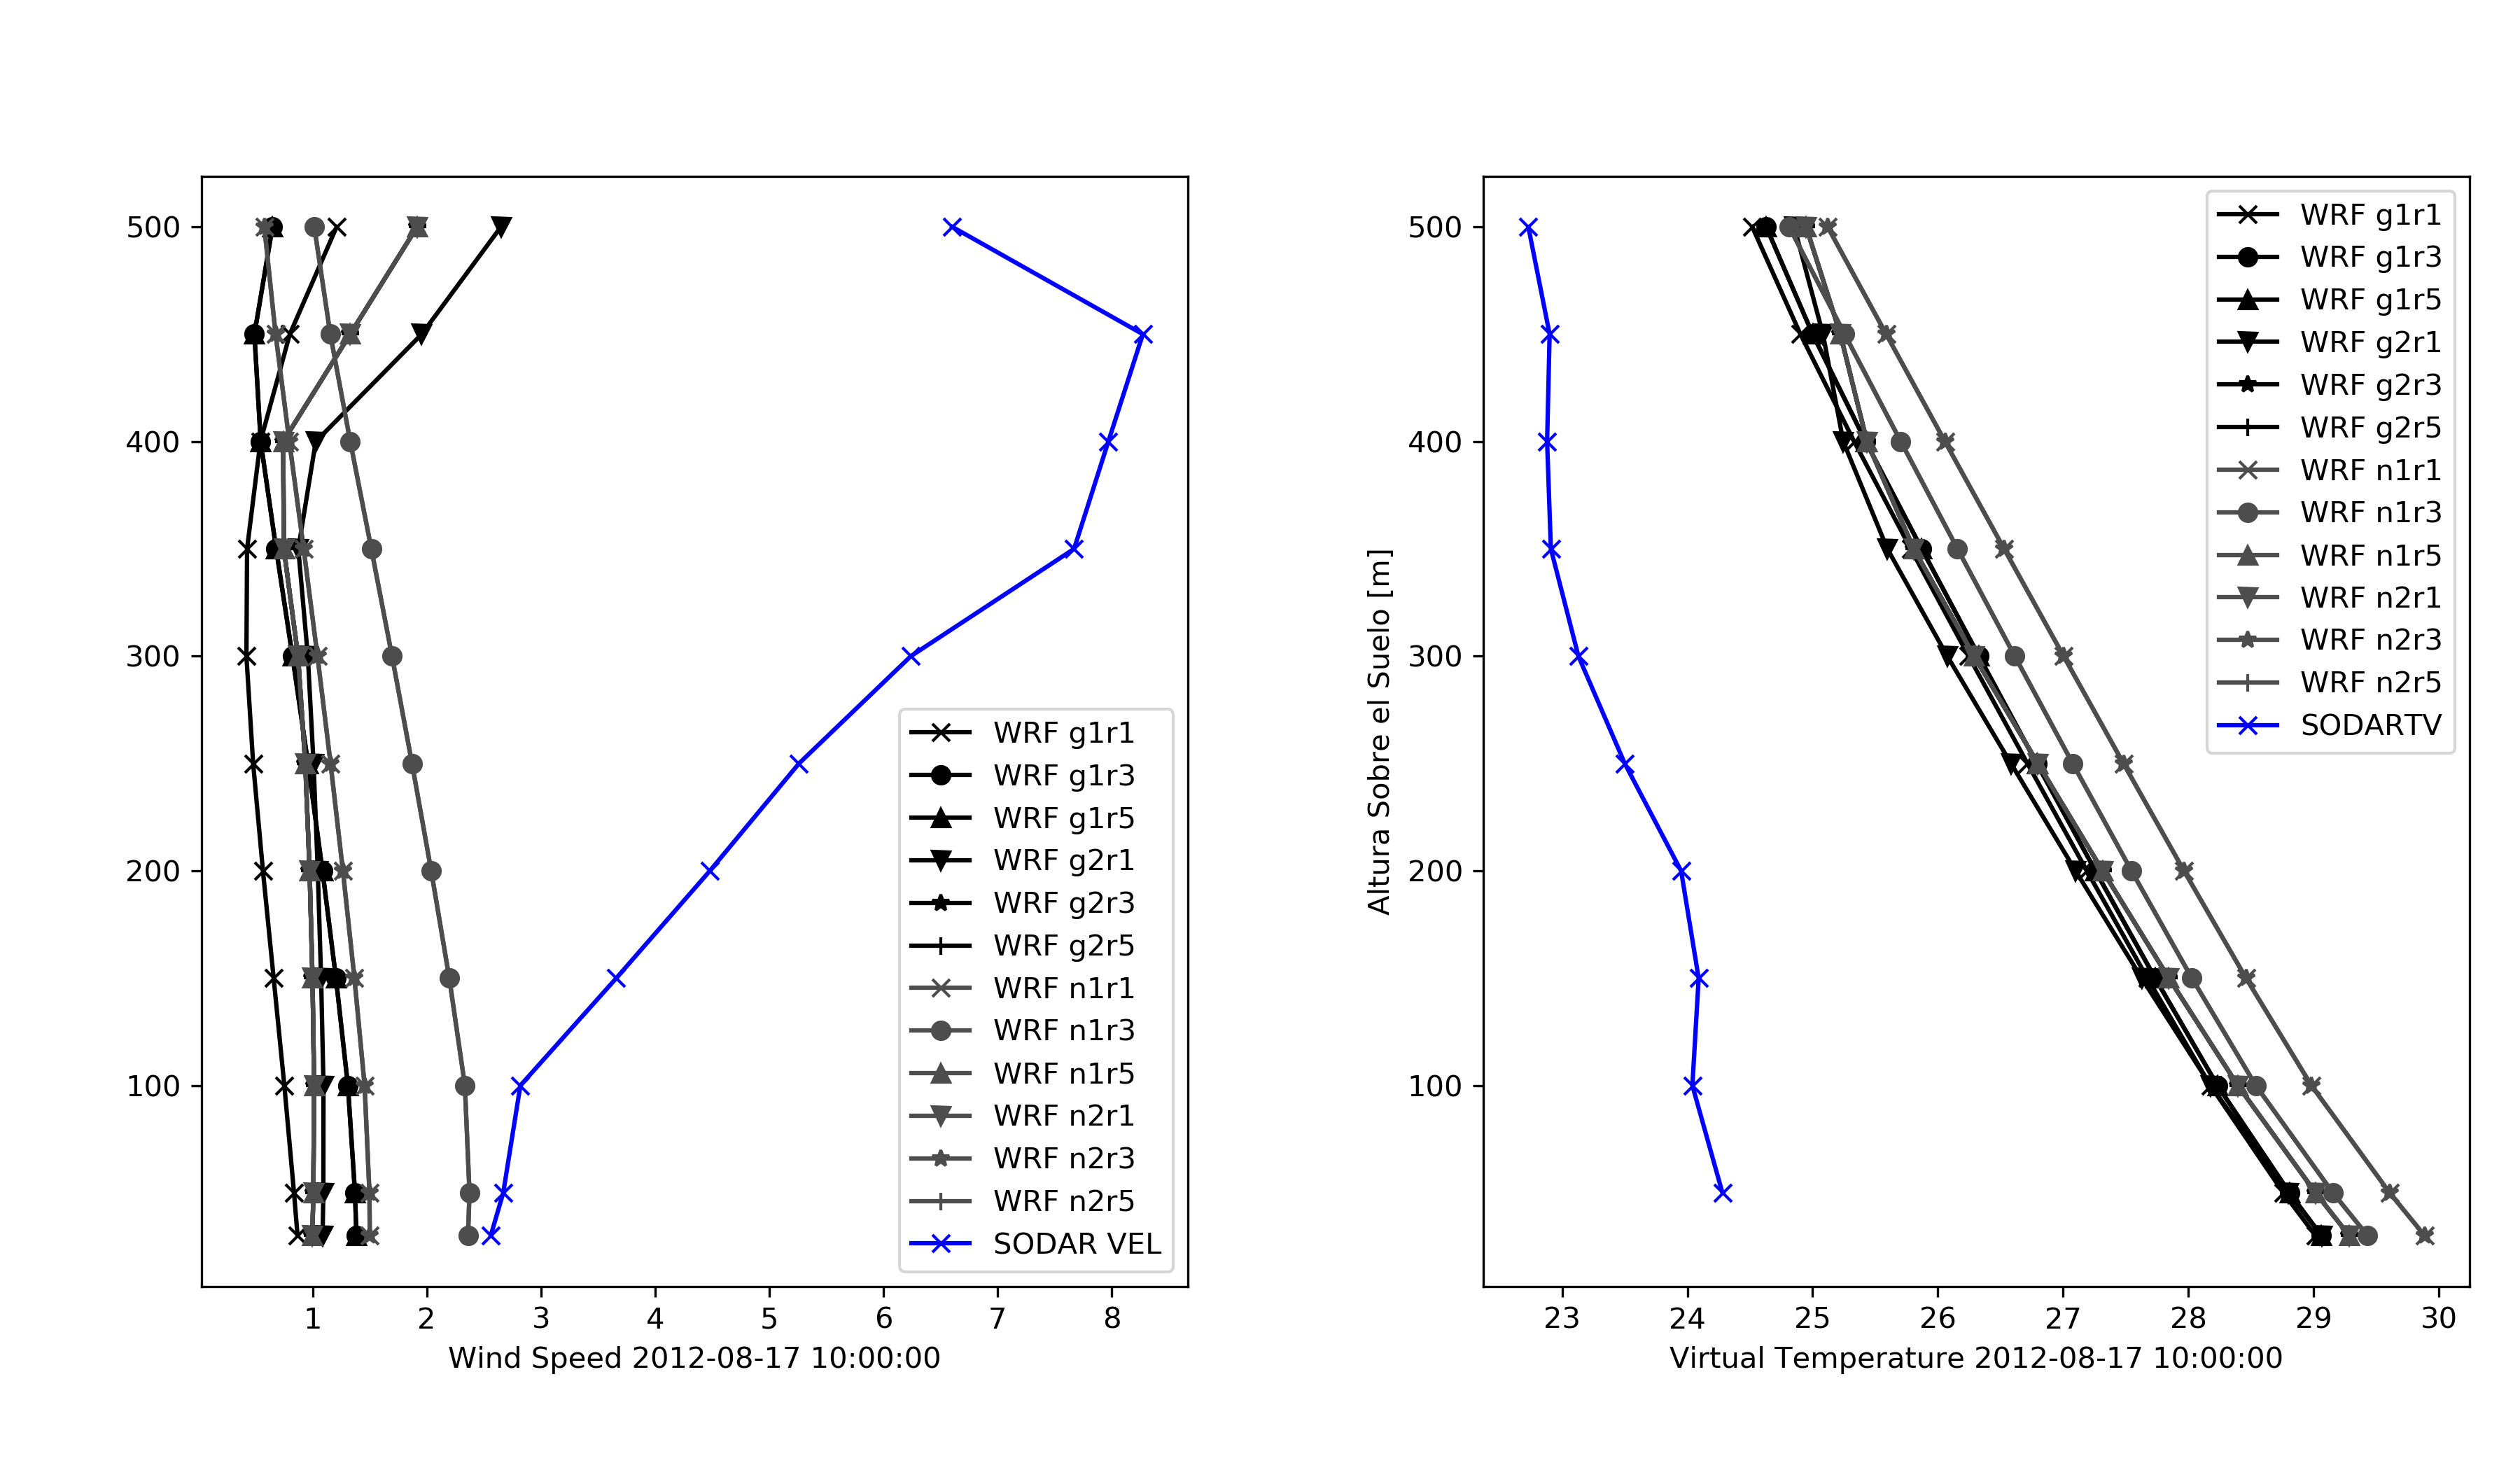 500
400
300
200
100
1 2 3 4 5 6 7 8
Wind Speed 2012-08-17 10:00:00
WRF g1r1
WRF g1r3
WRF g1r5
WRF g2r1
WRF g2r3
WRF g2r5
WRF n1r1
WRF n1r3
WRF n1r5
WRF n2r1
WRF n2r3
WRF n2r5
SODAR VEL
Altura Sobre el Suelo [m]
500
400
300
200
100
23 24 25 26 27 28 29 30
Virtual Temperature 2012-08-17 10:00:00
WRF g1r1
WRF g1r3
WRF g1r5
WRF g2r1
WRF g2r3
WRF g2r5
WRF n1r1
WRF n1r3
WRF n1r5
WRF n2r1
WRF n2r3
WRF n2r5
SODARTV